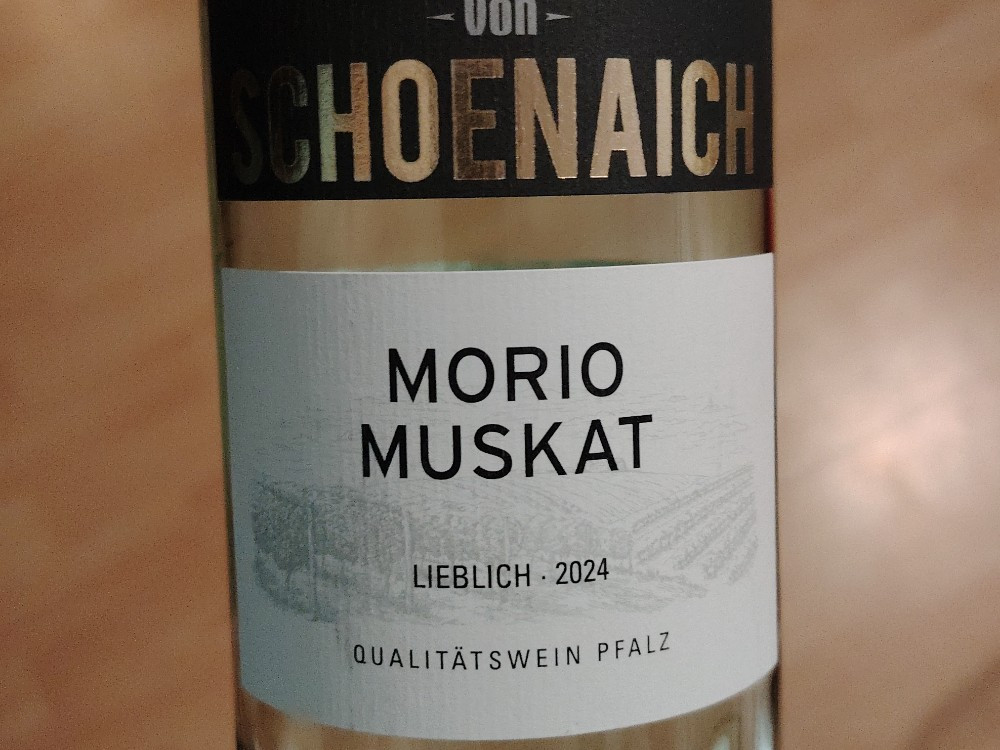 von
SCHOENAICH
MORIO
MUSKAT
LIEBLICH · 2024
QUALITÄTSWEIN PFALZ